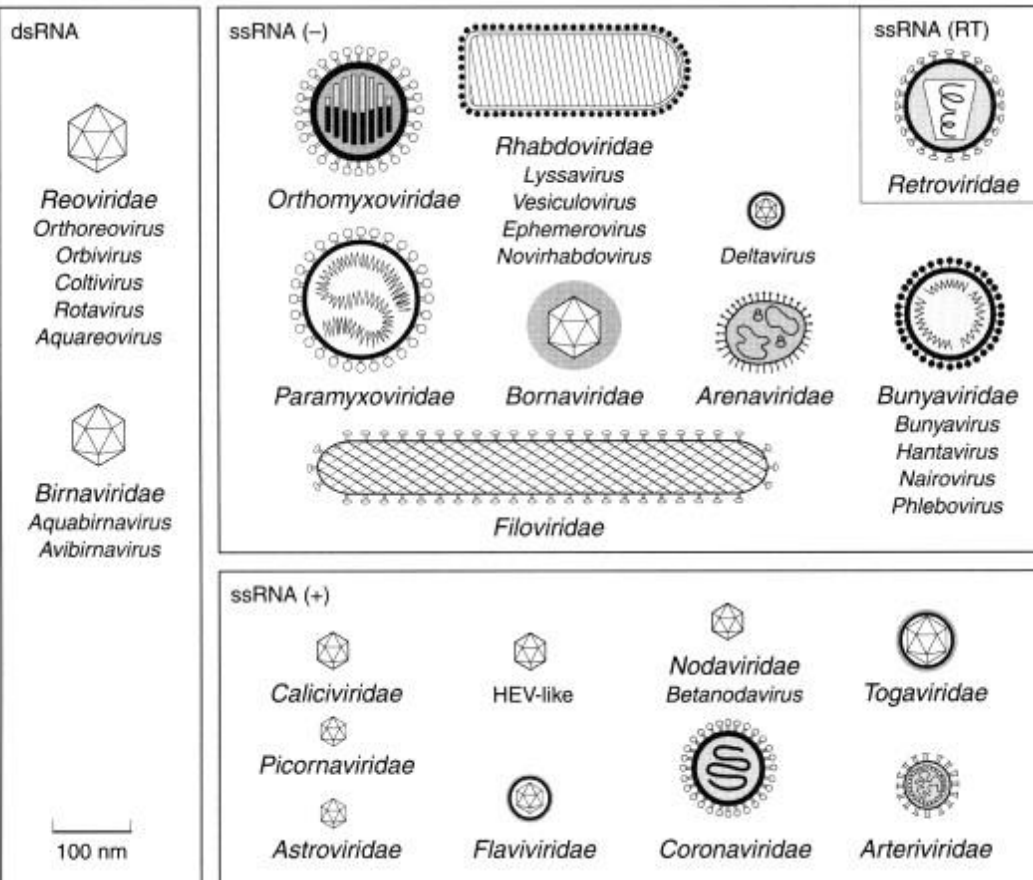 dsRNA
Reoviridae
Orthoreovirus
Orbivirus
Coltivirus
Rotavirus
Aquareovirus
Birnaviridae
Aquabirnavirus
Avibirnavirus
100 nm
ssRNA (–)
Orthomyxoviridae
Rhabdoviridae
Lyssavirus
Vesiculovirus
Ephemerovirus
Novirhabdovirus
Deltavirus
Paramyxoviridae
Bornaviridae
Arenaviridae
Bunyaviridae
Bunyavirus
Hantavirus
Nairovirus
Phlebovirus
Filoviridae
ssRNA (RT)
Retroviridae
ssRNA (+)
Caliciviridae
HEV-like
Nodaviridae
Betanodavirus
Togaviridae
Picornaviridae
Astroviridae
Flaviviridae
Coronaviridae
Arteriviridae